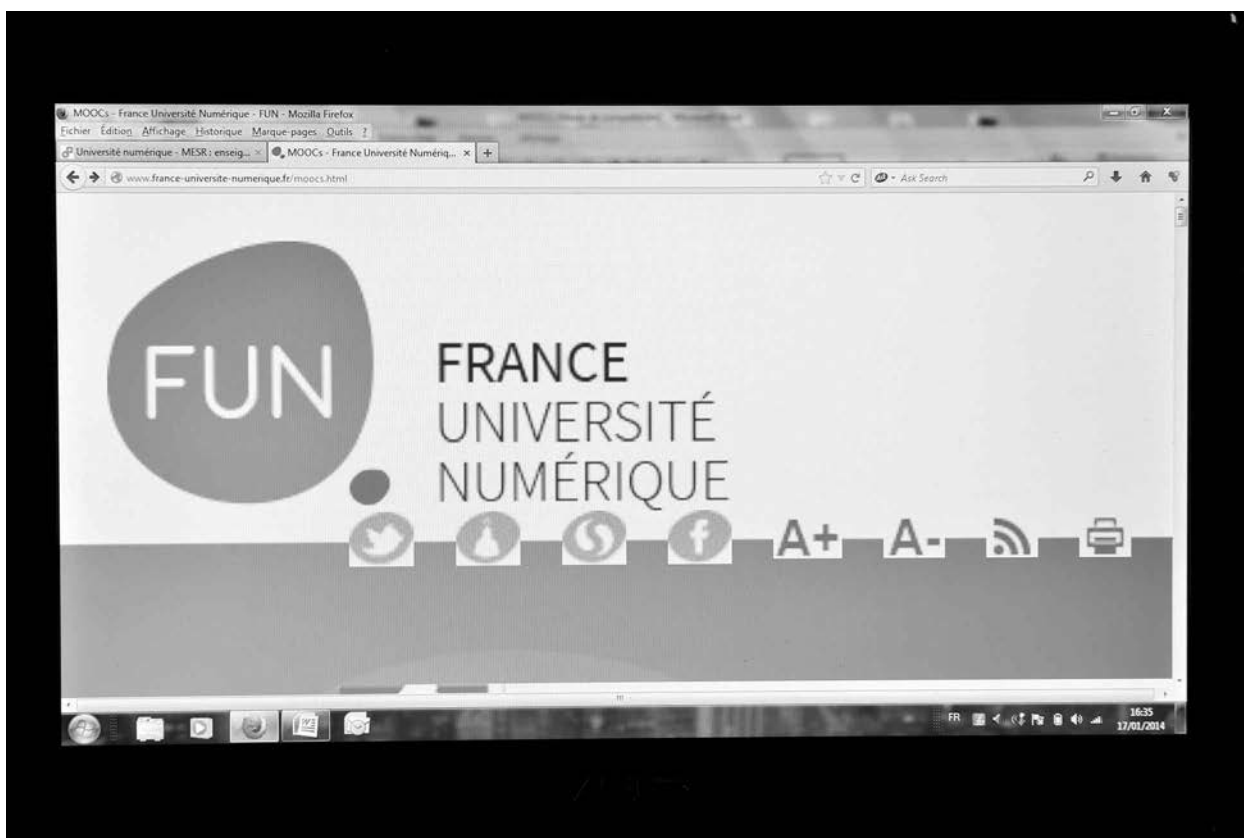 MOOCs - France Université Numérique - FUN - Mozilla Firefox
Fichier Édition Affichage Historique Marque-pages Outils ?
Université numérique - MESR : enseig... × MOOCs - France Université Numériq... × +
www.france-universite-numerique.fr/moocs.html Ask Search
FUN
FRANCE
UNIVERSITÉ
NUMÉRIQUE
A+ A-
FR 16:35
17/01/2014